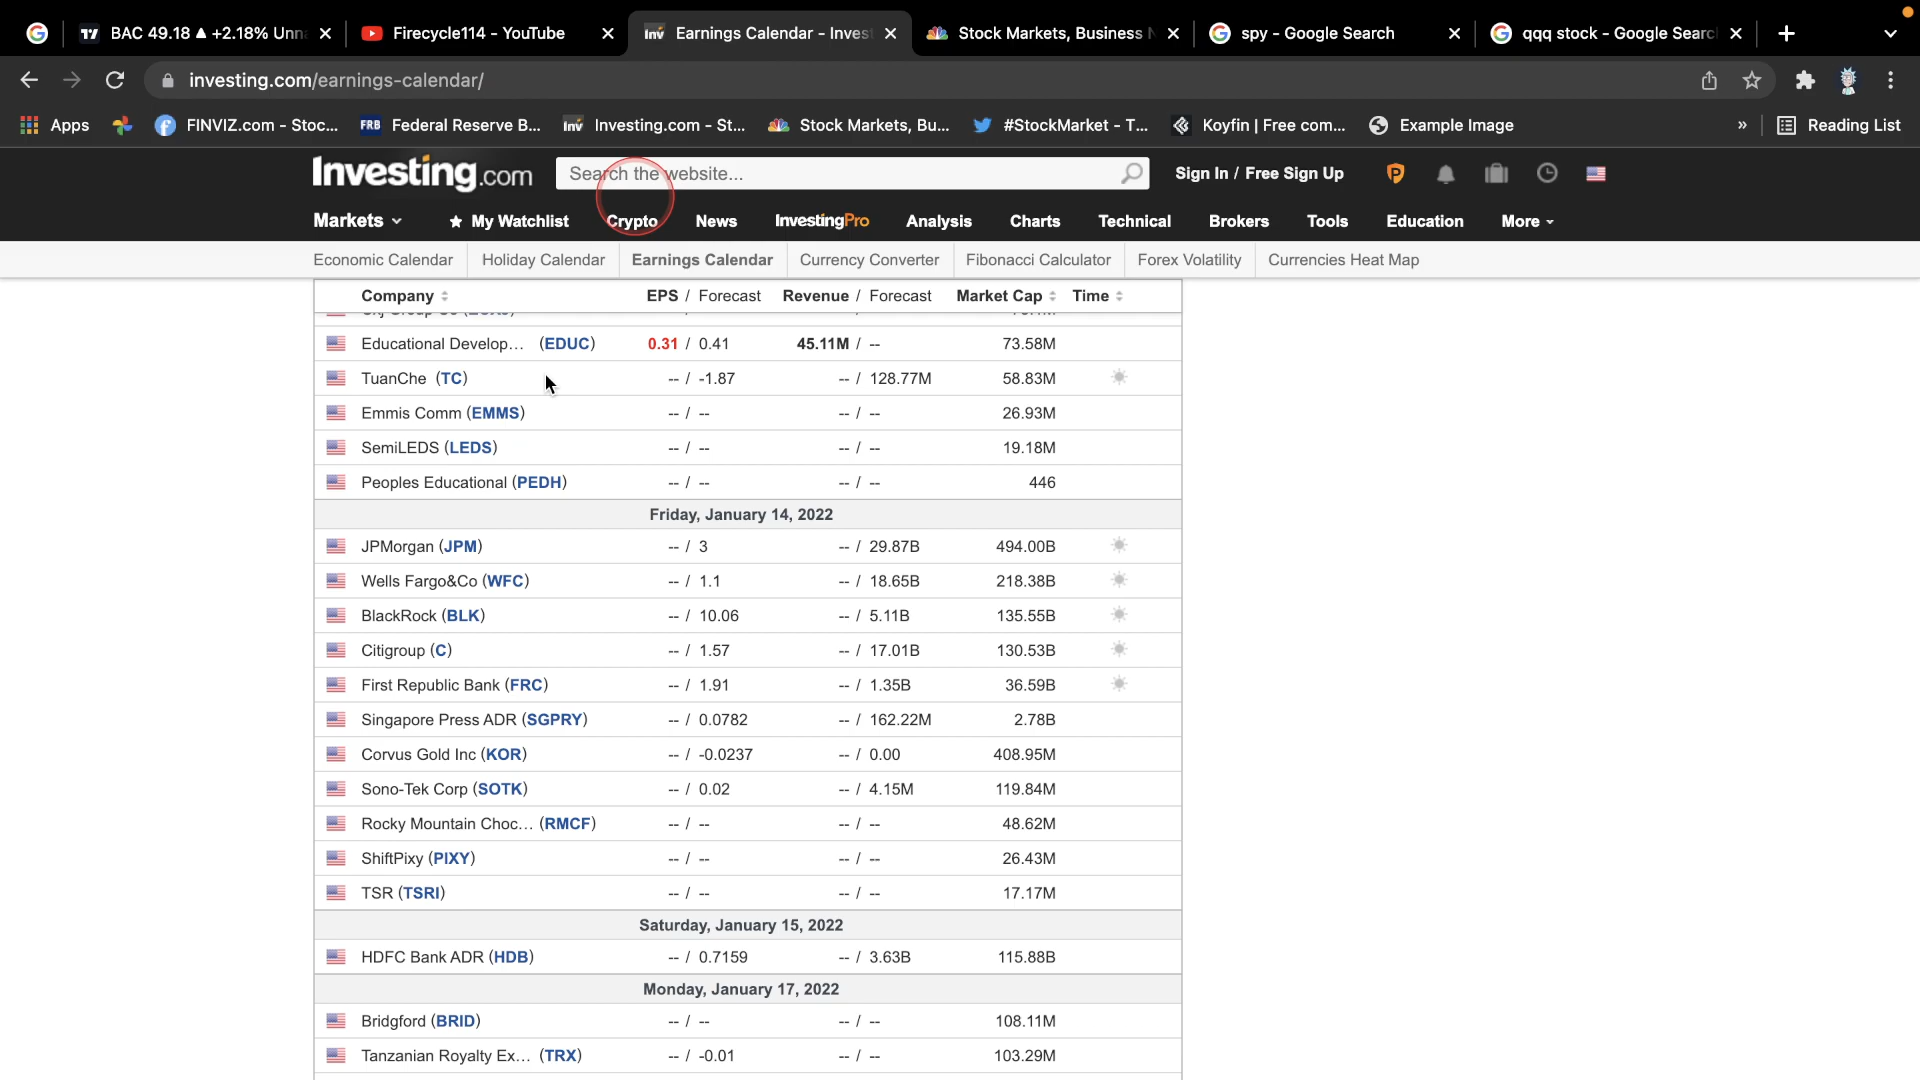 BAC 49.18 ▲ +2.18% Unn
Firecycle114 - YouTube
Earnings Calendar - Invest
Stock Markets, Business N
spy - Google Search
qqq stock - Google Search
investing.com/earnings-calendar/
Apps
FINVIZ.com - Stoc...
FRB Federal Reserve B...
Inv Investing.com - St...
Stock Markets, Bu...
#StockMarket - T...
Koyfin | Free com...
Example Image
»
Reading List
Investing.com
Search the website...
Sign In / Free Sign Up
Markets
My Watchlist
Crypto
News
InvestingPro
Analysis
Charts
Technical
Brokers
Tools
Education
More
Economic Calendar
Holiday Calendar
Earnings Calendar
Currency Converter
Fibonacci Calculator
Forex Volatility
Currencies Heat Map
Company EPS / Forecast Revenue / Forecast Market Cap Time
Educational Develop... (EDUC) 0.31 / 0.41 45.11M / -- 73.58M
TuanChe (TC) -- / -1.87 -- / 128.77M 58.83M
Emmis Comm (EMMS) -- / -- -- / -- 26.93M
SemiLEDS (LEDS) -- / -- -- / -- 19.18M
Peoples Educational (PEDH) -- / -- -- / -- 446
Friday, January 14, 2022
JPMorgan (JPM) -- / 3 -- / 29.87B 494.00B
Wells Fargo&Co (WFC) -- / 1.1 -- / 18.65B 218.38B
BlackRock (BLK) -- / 10.06 -- / 5.11B 135.55B
Citigroup (C) -- / 1.57 -- / 17.01B 130.53B
First Republic Bank (FRC) -- / 1.91 -- / 1.35B 36.59B
Singapore Press ADR (SGPRY) -- / 0.0782 -- / 162.22M 2.78B
Corvus Gold Inc (KOR) -- / -0.0237 -- / 0.00 408.95M
Sono-Tek Corp (SOTK) -- / 0.02 -- / 4.15M 119.84M
Rocky Mountain Choc... (RMCF) -- / -- -- / -- 48.62M
ShiftPixy (PIXY) -- / -- -- / -- 26.43M
TSR (TSRI) -- / -- -- / -- 17.17M
Saturday, January 15, 2022
HDFC Bank ADR (HDB) -- / 0.7159 -- / 3.63B 115.88B
Monday, January 17, 2022
Bridgford (BRID) -- / -- -- / -- 108.11M
Tanzanian Royalty Ex... (TRX) -- / -0.01 -- / -- 103.29M